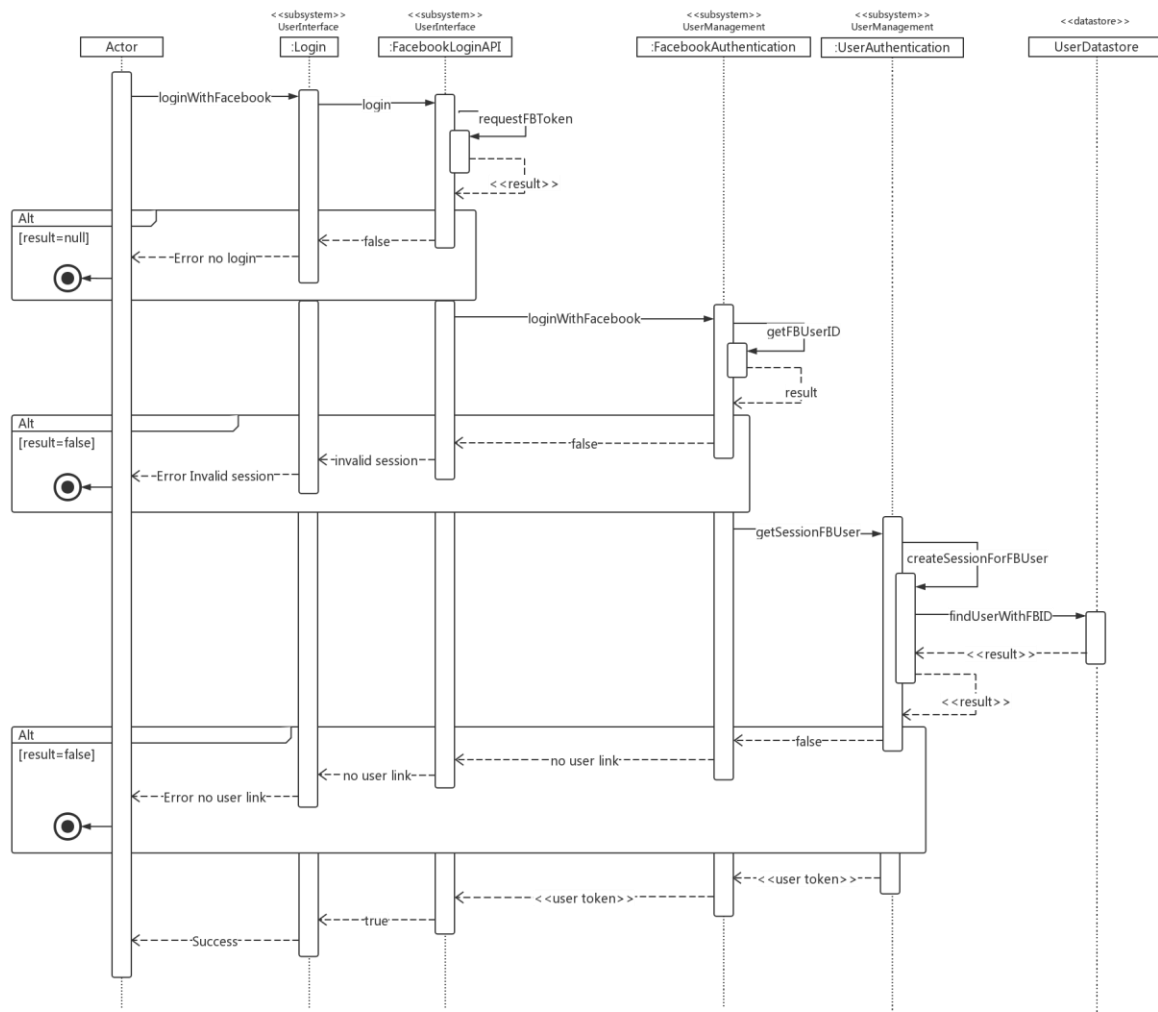 <<subsystem>>
UserInterface
<<subsystem>>
UserInterface
<<subsystem>>
UserManagement
<<subsystem>>
UserManagement
<<datastore>>
Actor
:Login
:FacebookLoginAPI
:FacebookAuthentication
:UserAuthentication
UserDatastore
loginWithFacebook
login
requestFBToken
<<result>>
Alt
[result=null]
false
Error no login
loginWithFacebook
getFBUserID
result
Alt
[result=false]
false
invalid session
Error Invalid session
getSessionFBUser
createSessionForFBUser
findUserWithFBID
<<result>>
<<result>>
Alt
[result=false]
false
no user link
no user link
Error no user link
<<user token>>
<<user token>>
true
Success